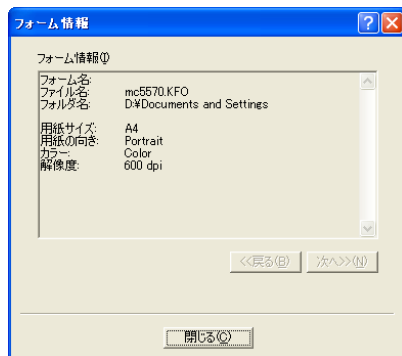 フォーム情報
フォーム情報(I)
フォーム名:
ファイル名: mc5570.KFO
フォルダ名: D:¥Documents and Settings
用紙サイズ: A4
用紙の向き: Portrait
カラー: Color
解像度: 600 dpi
<<戻る(B) 次へ>>(N)
閉じる(C)